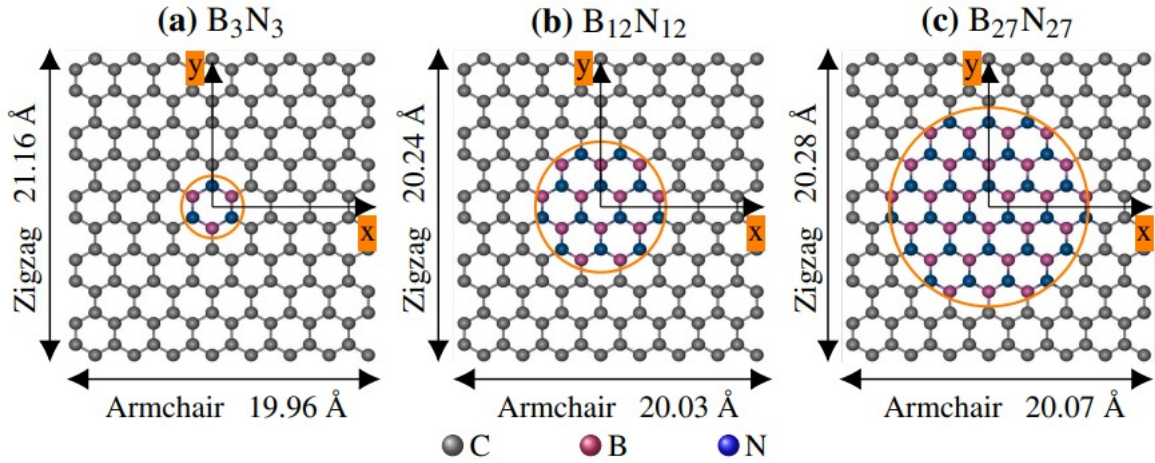 (a) B₃N₃
(b) B₁₂N₁₂
(c) B₂₇N₂₇
y
y
y
Zigzag 21.16 Å
Zigzag 20.24 Å
Zigzag 20.28 Å
x
x
x
Armchair 19.96 Å
Armchair 20.03 Å
Armchair 20.07 Å
C B N